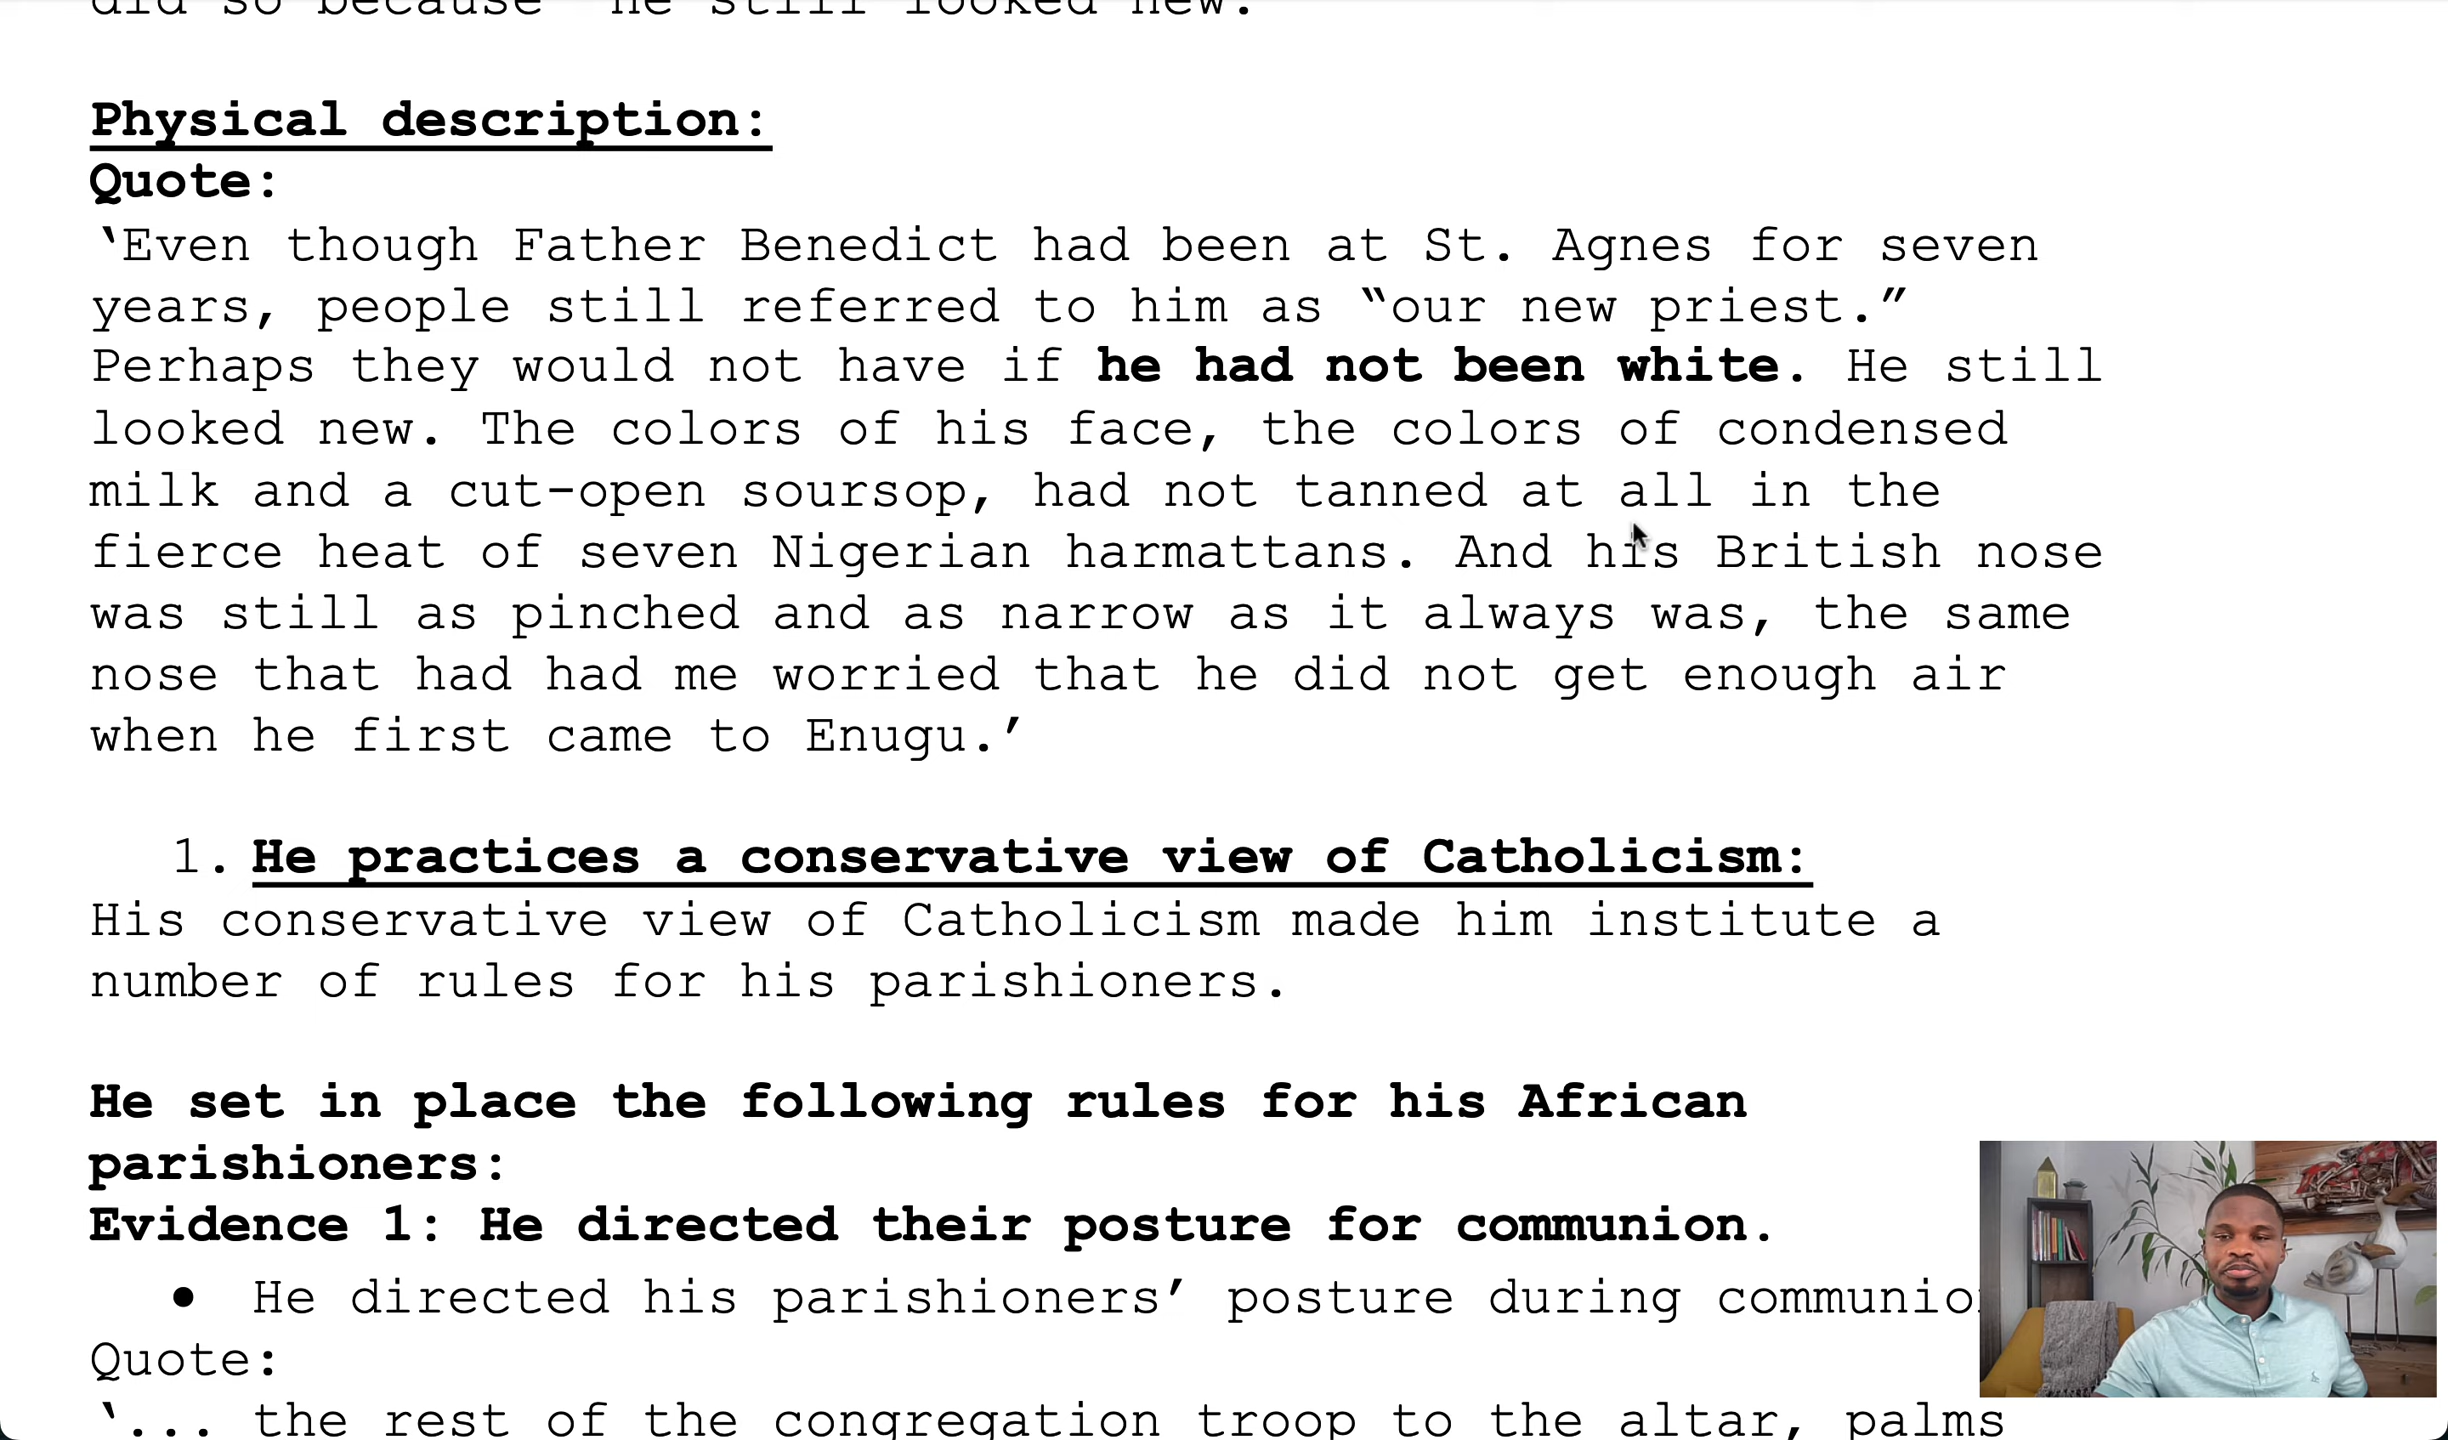 did so because 'he still looked new.
Physical description:
Quote:
‘Even though Father Benedict had been at St. Agnes for seven
years, people still referred to him as “our new priest.”
Perhaps they would not have if he had not been white. He still
looked new. The colors of his face, the colors of condensed
milk and a cut-open soursop, had not tanned at all in the
fierce heat of seven Nigerian harmattans. And his British nose
was still as pinched and as narrow as it always was, the same
nose that had had me worried that he did not get enough air
when he first came to Enugu.’
1. He practices a conservative view of Catholicism:
His conservative view of Catholicism made him institute a
number of rules for his parishioners.
He set in place the following rules for his African
parishioners:
Evidence 1: He directed their posture for communion.
• He directed his parishioners’ posture during
Quote:
‘... the rest of the congregation troop to the altar, palms